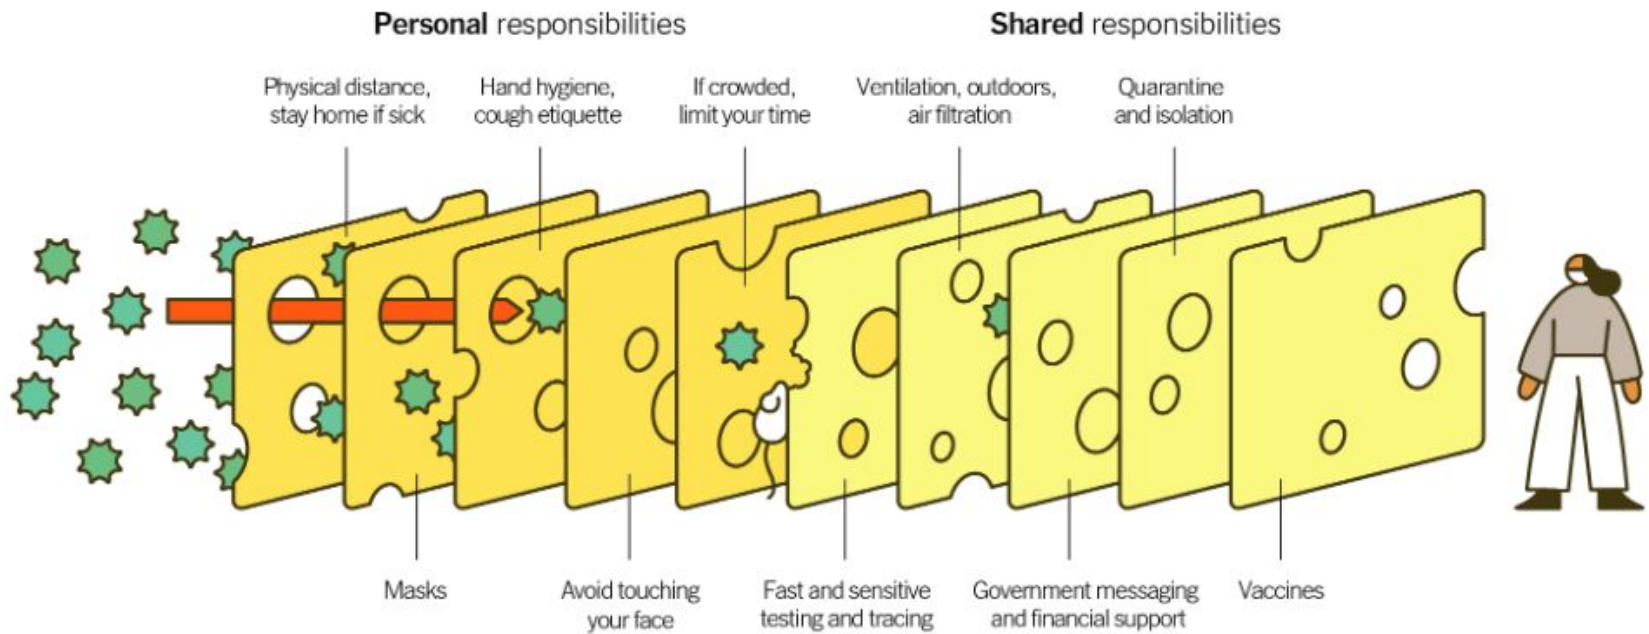 Personal responsibilities
Shared responsibilities
Physical distance,
stay home if sick
Hand hygiene,
cough etiquette
If crowded,
limit your time
Ventilation, outdoors,
air filtration
Quarantine
and isolation
Masks
Avoid touching
your face
Fast and sensitive
testing and tracing
Government messaging
and financial support
Vaccines